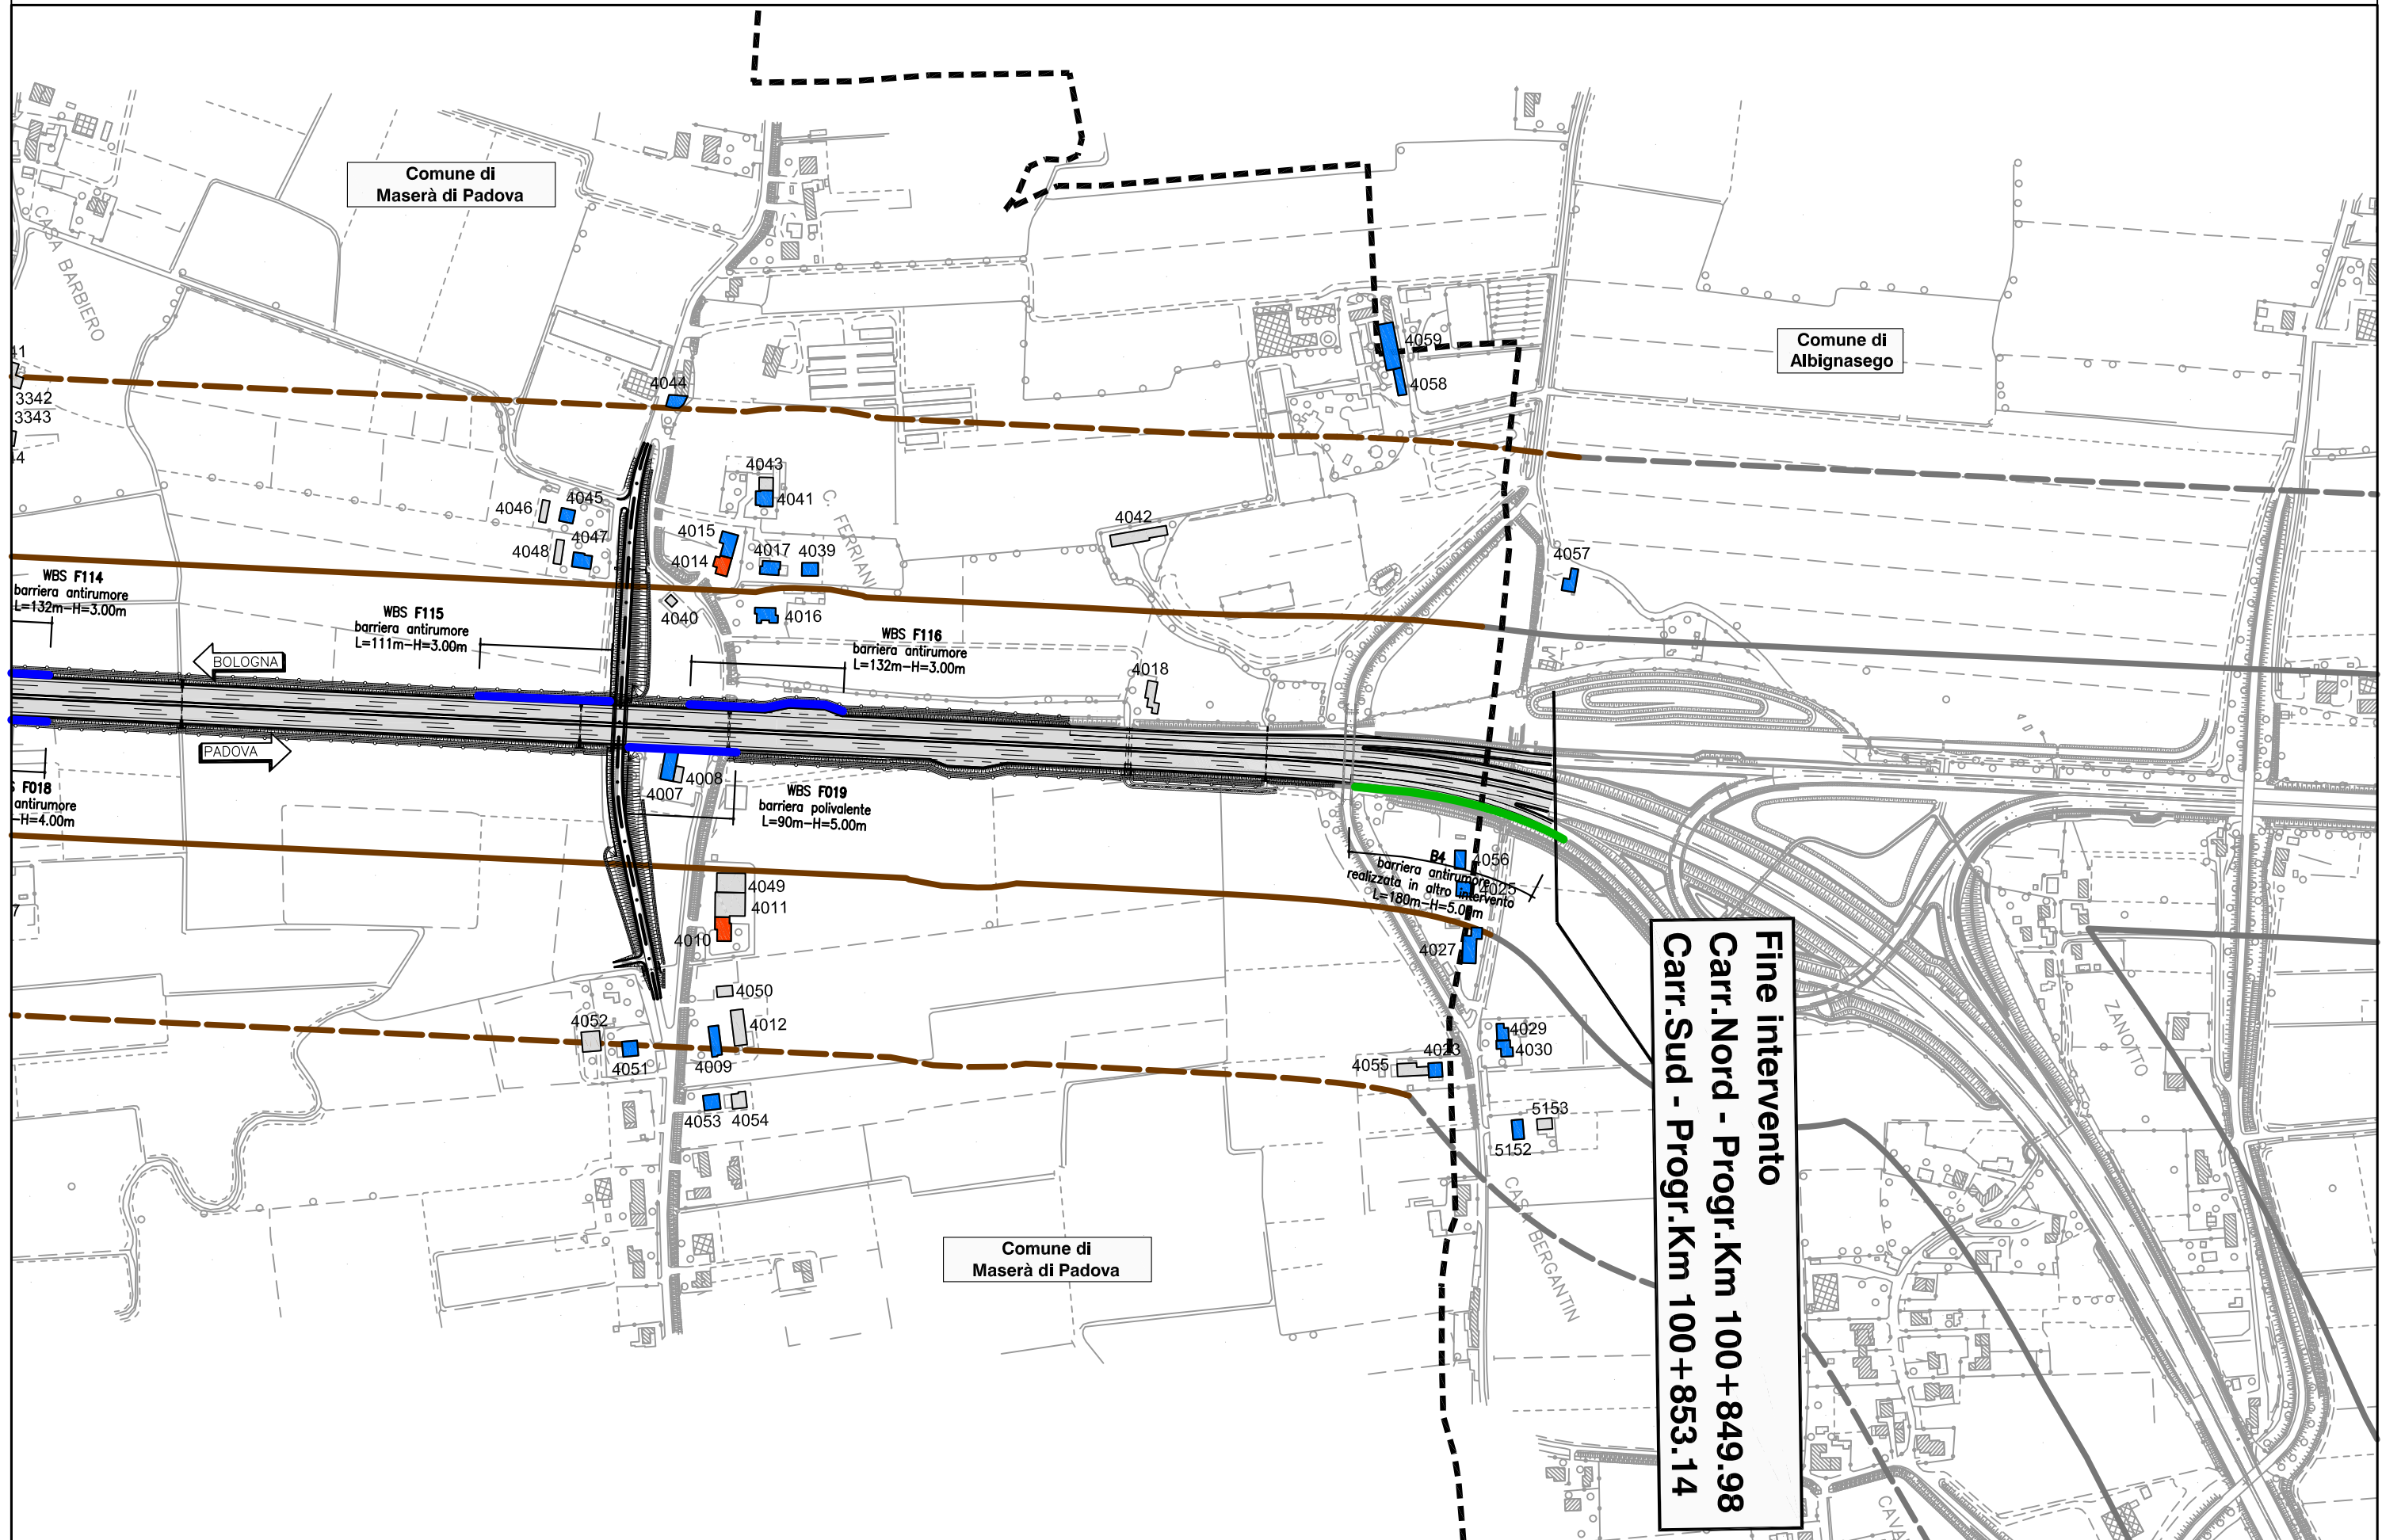 Comune di
Maserà di Padova
CASA BARBIERO
Comune di
Albignasego
4059
4058
4044
3342
3343
4043
4041
4046
4045
4048
4047
4015
4014
4017
4039
C. FERRIANI
4042
4057
4040
4016
WBS F114
barriera antirumore
L=132m-H=3.00m
WBS F115
barriera antirumore
L=111m-H=3.00m
WBS F116
barriera antirumore
L=132m-H=3.00m
BOLOGNA
4018
PADOVA
4008
4007
WBS F019
barriera polivalente
L=90m-H=5.00m
F018
antirumore
-H=4.00m
B4
barriera antirumore
realizzata in altro intervento
L=180m-H=5.00m
4056
4025
4049
4011
4010
4027
4050
4012
4052
4051
4009
4053
4054
4029
4030
4023
4055
5153
5152
Fine intervento
Carr.Nord - Progr.Km 100+849.98
Carr.Sud - Progr.Km 100+853.14
ZANOTTO
Comune di
Maserà di Padova
BERGANTIN